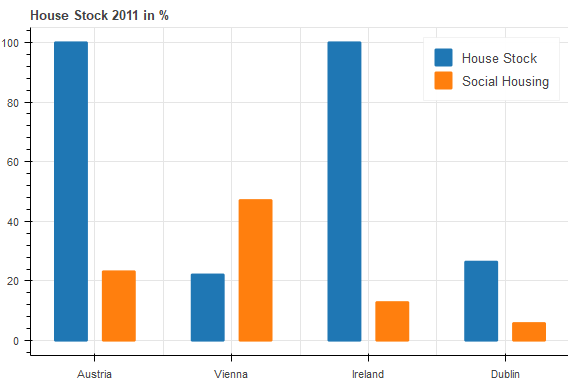 House Stock 2011 in %
100
80
60
40
20
0
House Stock
Social Housing
Austria Vienna Ireland Dublin